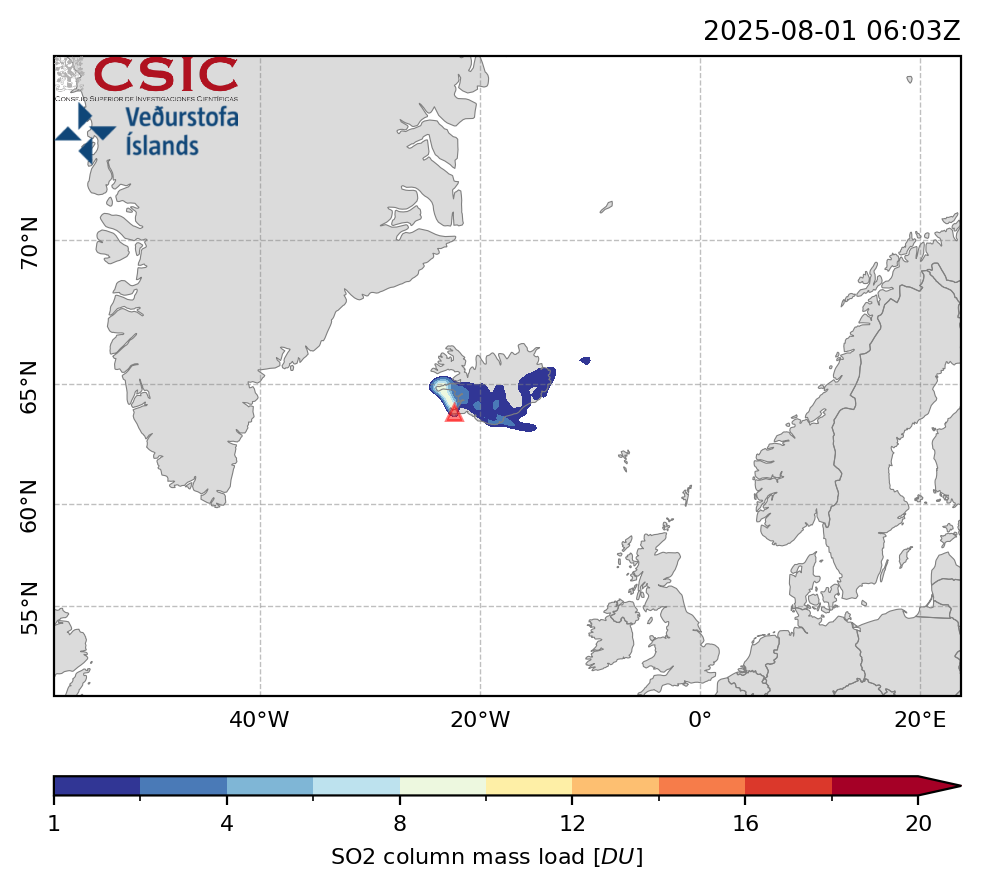 2025-08-01 06:03Z
CSIC
CONSEJO SUPERIOR DE INVESTIGACIONES CIENTÍFICAS
Veðurstofa
Íslands
70°N
65°N
60°N
55°N
40°W 20°W 0° 20°E
1 4 8 12 16 20
SO2 column mass load [DU]